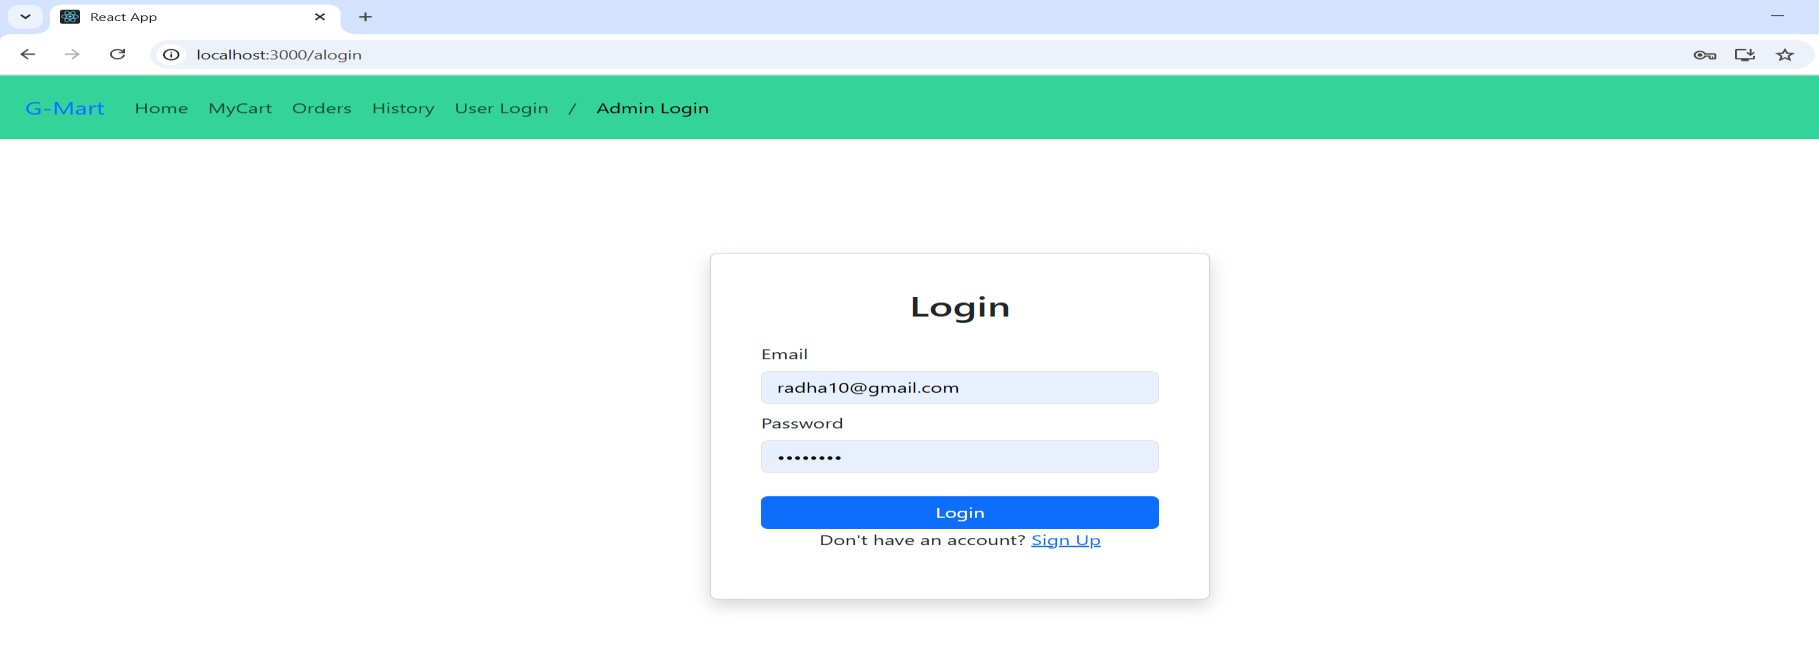 React App
localhost:3000/alogin
G-Mart Home MyCart Orders History User Login / Admin Login
Login
Email
radha10@gmail.com
Password
••••••••
Login
Don't have an account? Sign Up